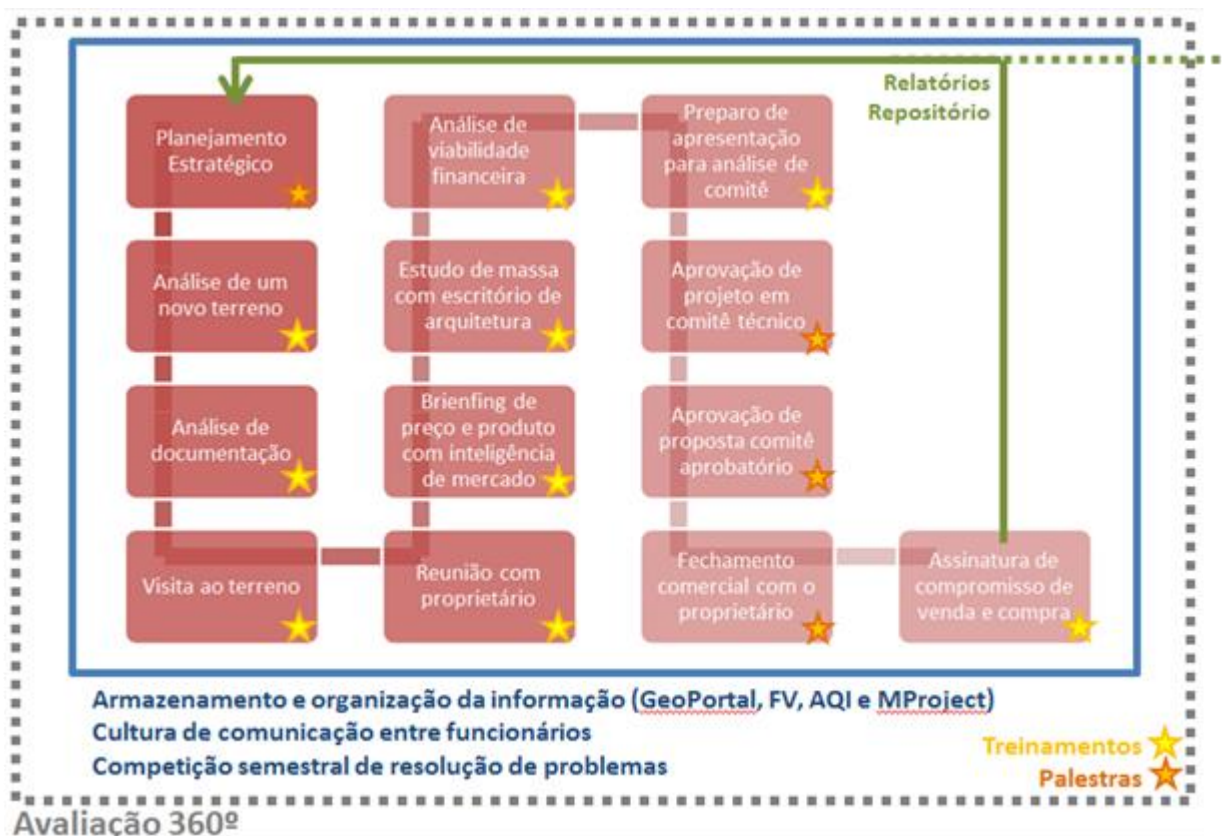 Relatórios
Repositório
Planejamento
Estratégico
Análise de um
novo terreno
Análise de
documentação
Visita ao terreno
Reunião com
proprietário
Brienfing de
preço e produto
com inteligência
de mercado
Estudo de massa
com escritório de
arquitetura
Análise de
viabilidade
financeira
Preparo de
apresentação
para análise de
comitê
Aprovação de
projeto em
comitê técnico
Aprovação de
proposta comitê
aprobatório
Fechamento
comercial com o
proprietário
Assinatura de
compromisso de
venda e compra
Armazenamento e organização da informação (GeoPortal, FV, AQI e MProject)
Cultura de comunicação entre funcionários
Competição semestral de resolução de problemas
Treinamentos
Palestras
Avaliação 360º